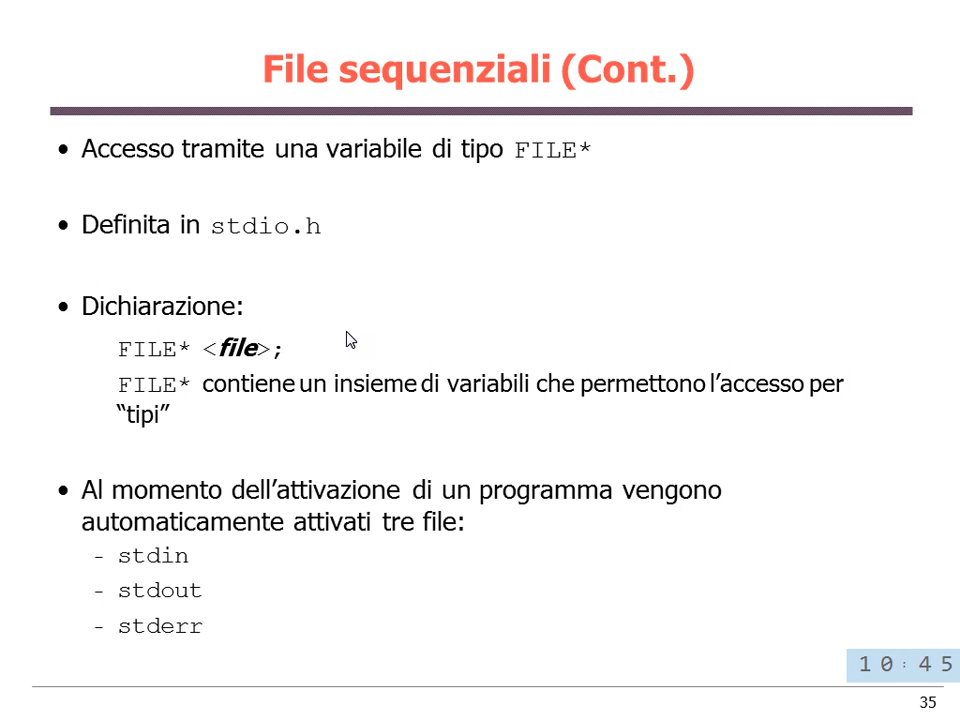 File sequenziali (Cont.)
• Accesso tramite una variabile di tipo FILE*
• Definita in stdio.h
• Dichiarazione:
FILE* <file>;
FILE* contiene un insieme di variabili che permettono l’accesso per
“tipi”
• Al momento dell’attivazione di un programma vengono
automaticamente attivati tre file:
– stdin
– stdout
– stderr
10:45
35